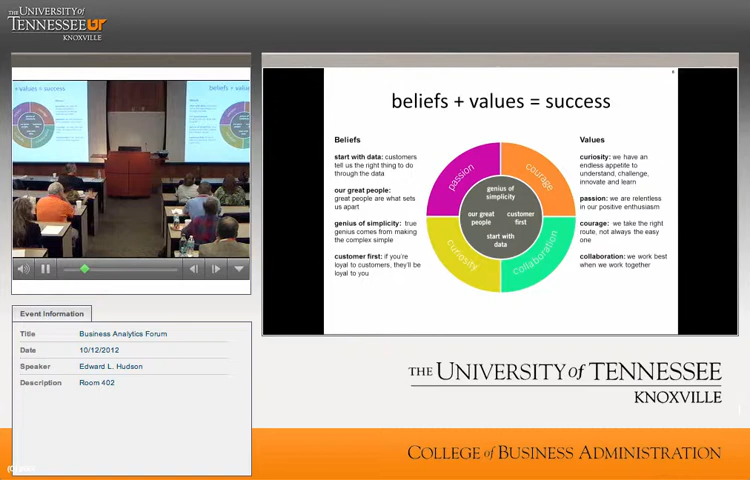 THE UNIVERSITY of
TENNESSEE UT
KNOXVILLE
+ values = success
6
beliefs + values = success
Beliefs
start with data: customers
tell us the right thing to do
through the data
our great people:
great people are what sets
us apart
genius of simplicity: true
genius comes from making
the complex simple
customer first: if you're
loyal to customers, they'll be
loyal to you
passion
courage
curiosity
collaboration
genius of
simplicity
our great
people
customer
first
start with
data
Values
curiosity: we have an
endless appetite to
understand, challenge,
innovate and learn
passion: we are relentless
in our positive enthusiasm
courage: we take the right
route, not always the easy
one
collaboration: we work best
when we work together
Event Information
Title Business Analytics Forum
Date 10/12/2012
Speaker Edward L. Hudson
Description Room 402
THE UNIVERSITY of TENNESSEE
KNOXVILLE
COLLEGE of BUSINESS ADMINISTRATION